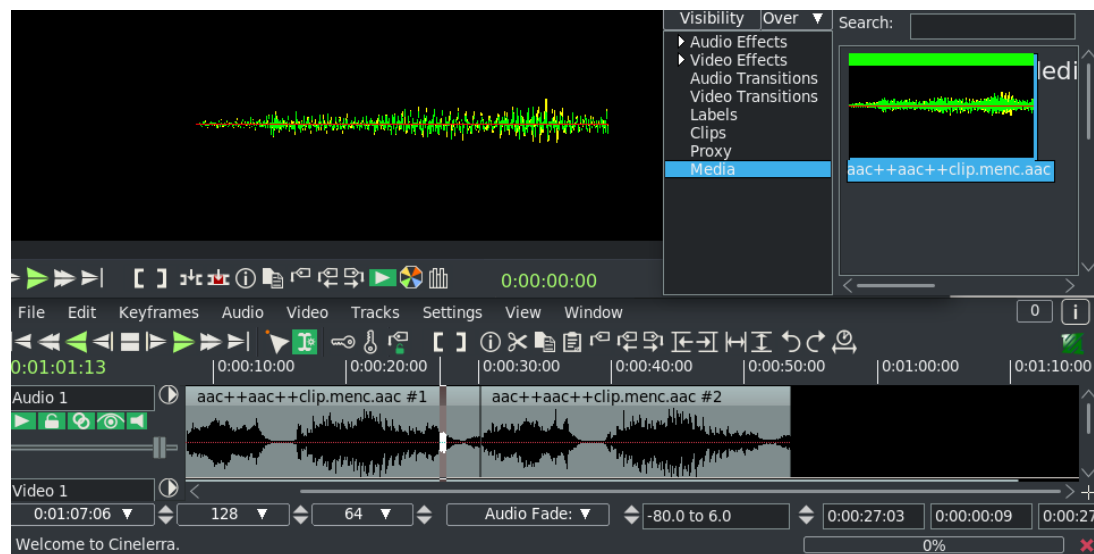 Visibility Over ▼ Search:
Audio Effects
Video Effects
Audio Transitions
Video Transitions
Labels
Clips
Proxy
Media
aac++aac++clip.menc.aac
0:00:00:00
File Edit Keyframes Audio Video Tracks Settings View Window 0 i
0:01:01:13 0:00:10:00 0:00:20:00 0:00:30:00 0:00:40:00 0:00:50:00 0:01:00:00 0:01:10:00
Audio 1 aac++aac++clip.menc.aac #1 aac++aac++clip.menc.aac #2
Video 1
0:01:07:06 ▼ 128 ▼ 64 ▼ Audio Fade: ▼ -80.0 to 6.0 0:00:27:03 0:00:00:09 0:00:27
Welcome to Cinelerra. 0%